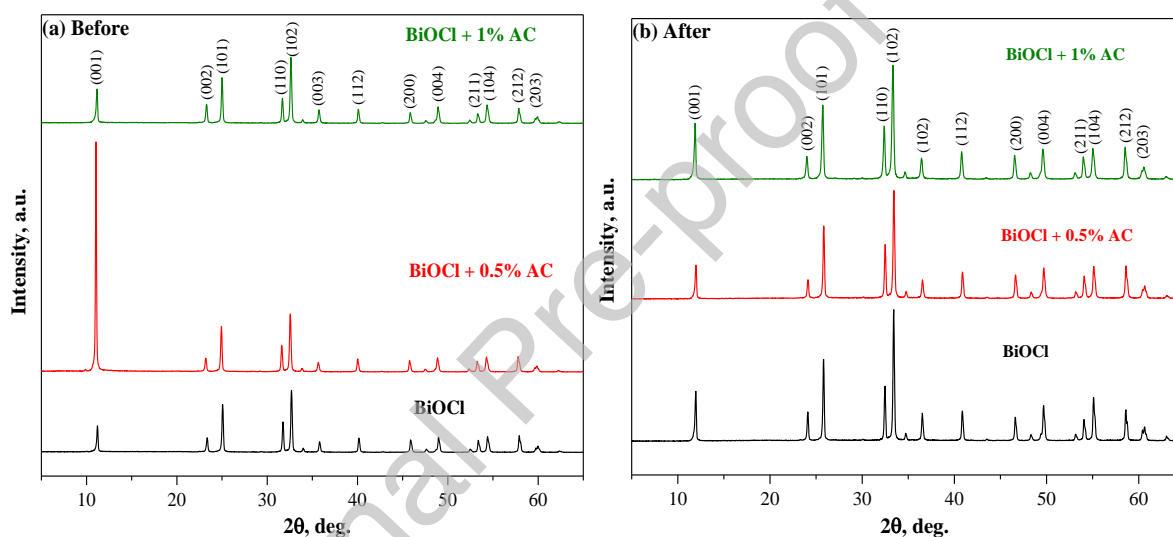 (a) Before
BiOCl + 1% AC
(001)
(002)
(101)
(110)
(102)
(003)
(112)
(200)
(004)
(211)
(104)
(212)
(203)
BiOCl + 0.5% AC
BiOCl
Intensity, a.u.
10 20 30 40 50 60
2θ, deg.
(b) After
BiOCl + 1% AC
(001)
(002)
(101)
(110)
(102)
(102)
(112)
(200)
(004)
(211)
(104)
(212)
(203)
BiOCl + 0.5% AC
BiOCl
Intensity, a.u.
10 20 30 40 50 60
2θ, deg.
nal Pre-proof